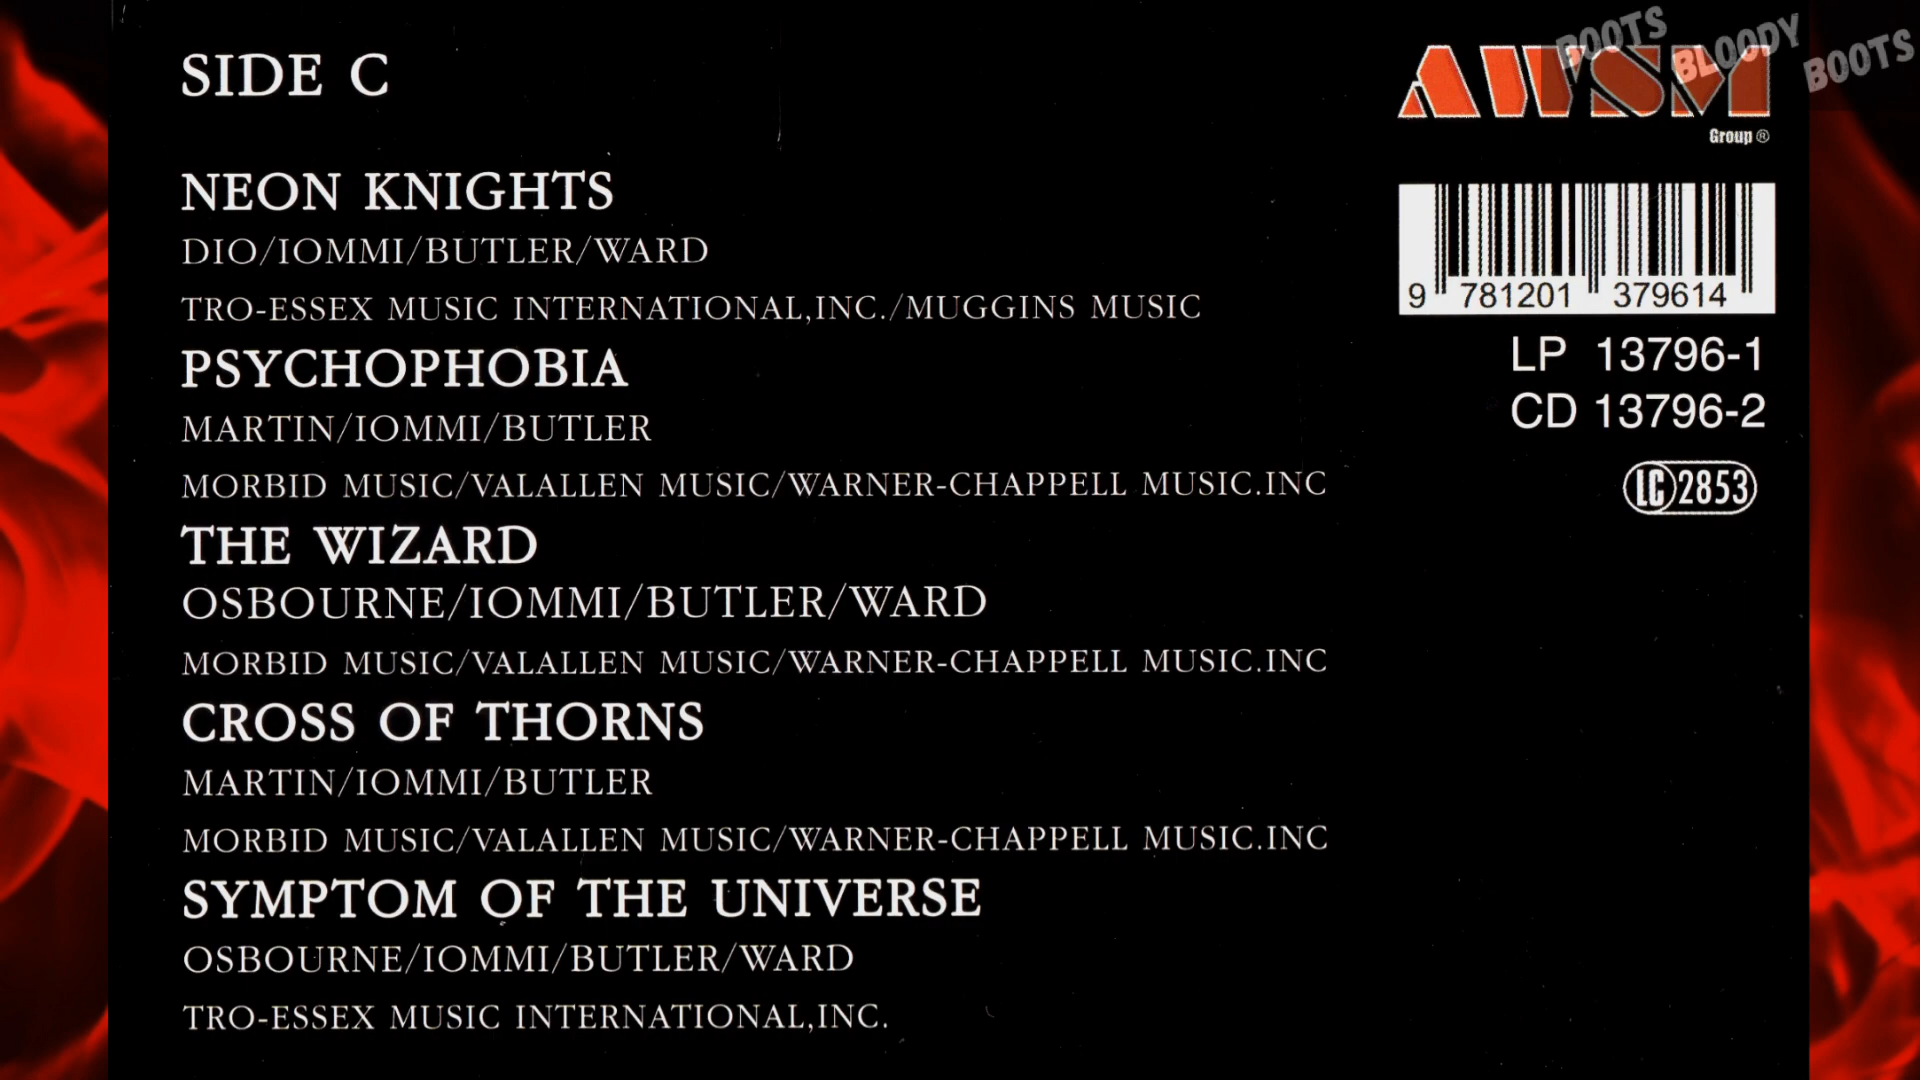 SIDE C
NEON KNIGHTS
DIO/IOMMI/BUTLER/WARD
TRO-ESSEX MUSIC INTERNATIONAL,INC./MUGGINS MUSIC
PSYCHOPHOBIA
MARTIN/IOMMI/BUTLER
MORBID MUSIC/VALALLEN MUSIC/WARNER-CHAPPELL MUSIC.INC
THE WIZARD
OSBOURNE/IOMMI/BUTLER/WARD
MORBID MUSIC/VALALLEN MUSIC/WARNER-CHAPPELL MUSIC.INC
CROSS OF THORNS
MARTIN/IOMMI/BUTLER
MORBID MUSIC/VALALLEN MUSIC/WARNER-CHAPPELL MUSIC.INC
SYMPTOM OF THE UNIVERSE
OSBOURNE/IOMMI/BUTLER/WARD
TRO-ESSEX MUSIC INTERNATIONAL,INC.
BOOTS BLOODY BOOTS
AWSM
Group ®
9 781201 379614
LP 13796-1
CD 13796-2
LC 2853